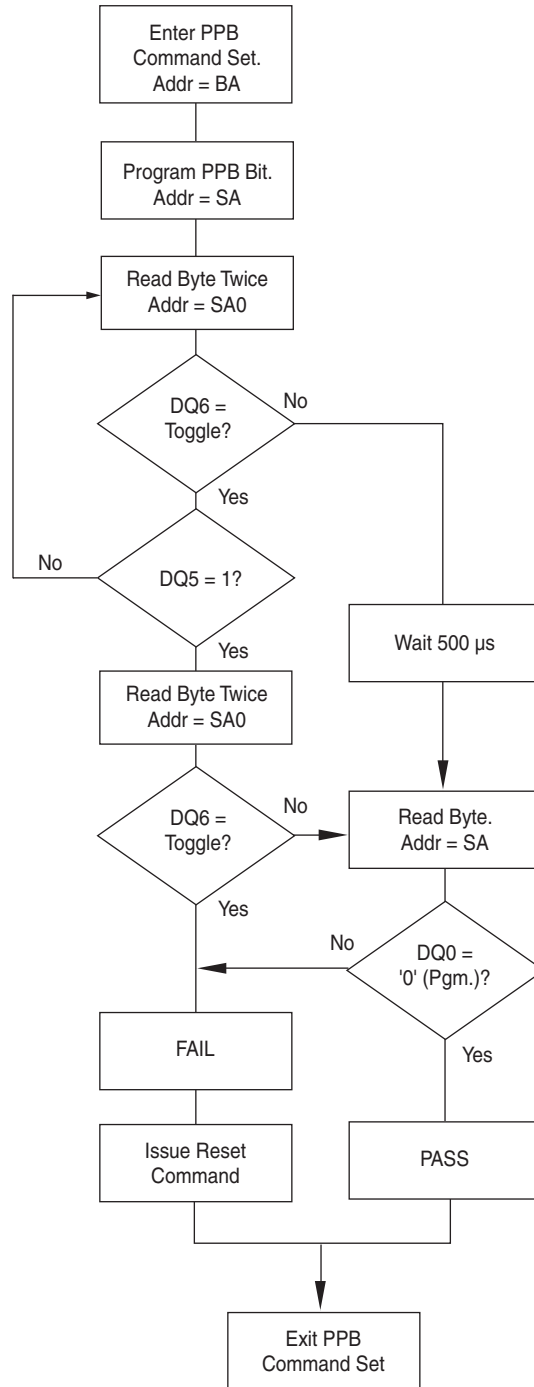 Enter PPB
Command Set.
Addr = BA
Program PPB Bit.
Addr = SA
Read Byte Twice
Addr = SA0
DQ6 =
Toggle?
No
Yes
DQ5 = 1?
No
Yes
Wait 500 µs
Read Byte Twice
Addr = SA0
DQ6 =
Toggle?
No
Yes
Read Byte.
Addr = SA
DQ0 =
'0' (Pgm.)?
No
Yes
FAIL
Issue Reset
Command
PASS
Exit PPB
Command Set